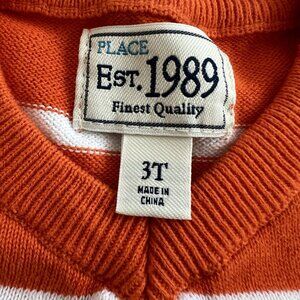 PLACE
EST. 1989
Finest Quality
3T
MADE IN
CHINA